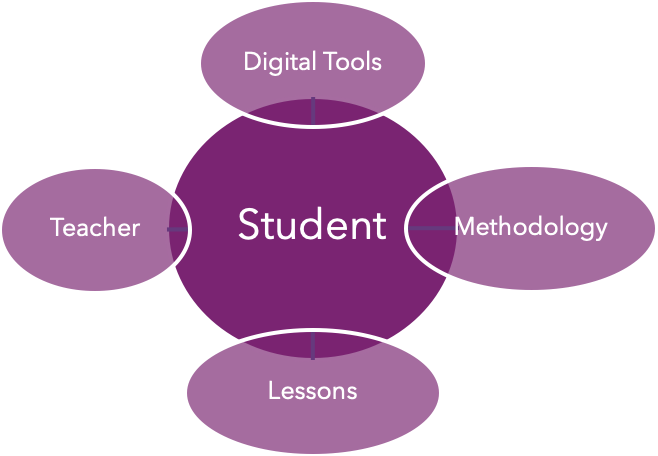 Digital Tools
Teacher
Student
Methodology
Lessons